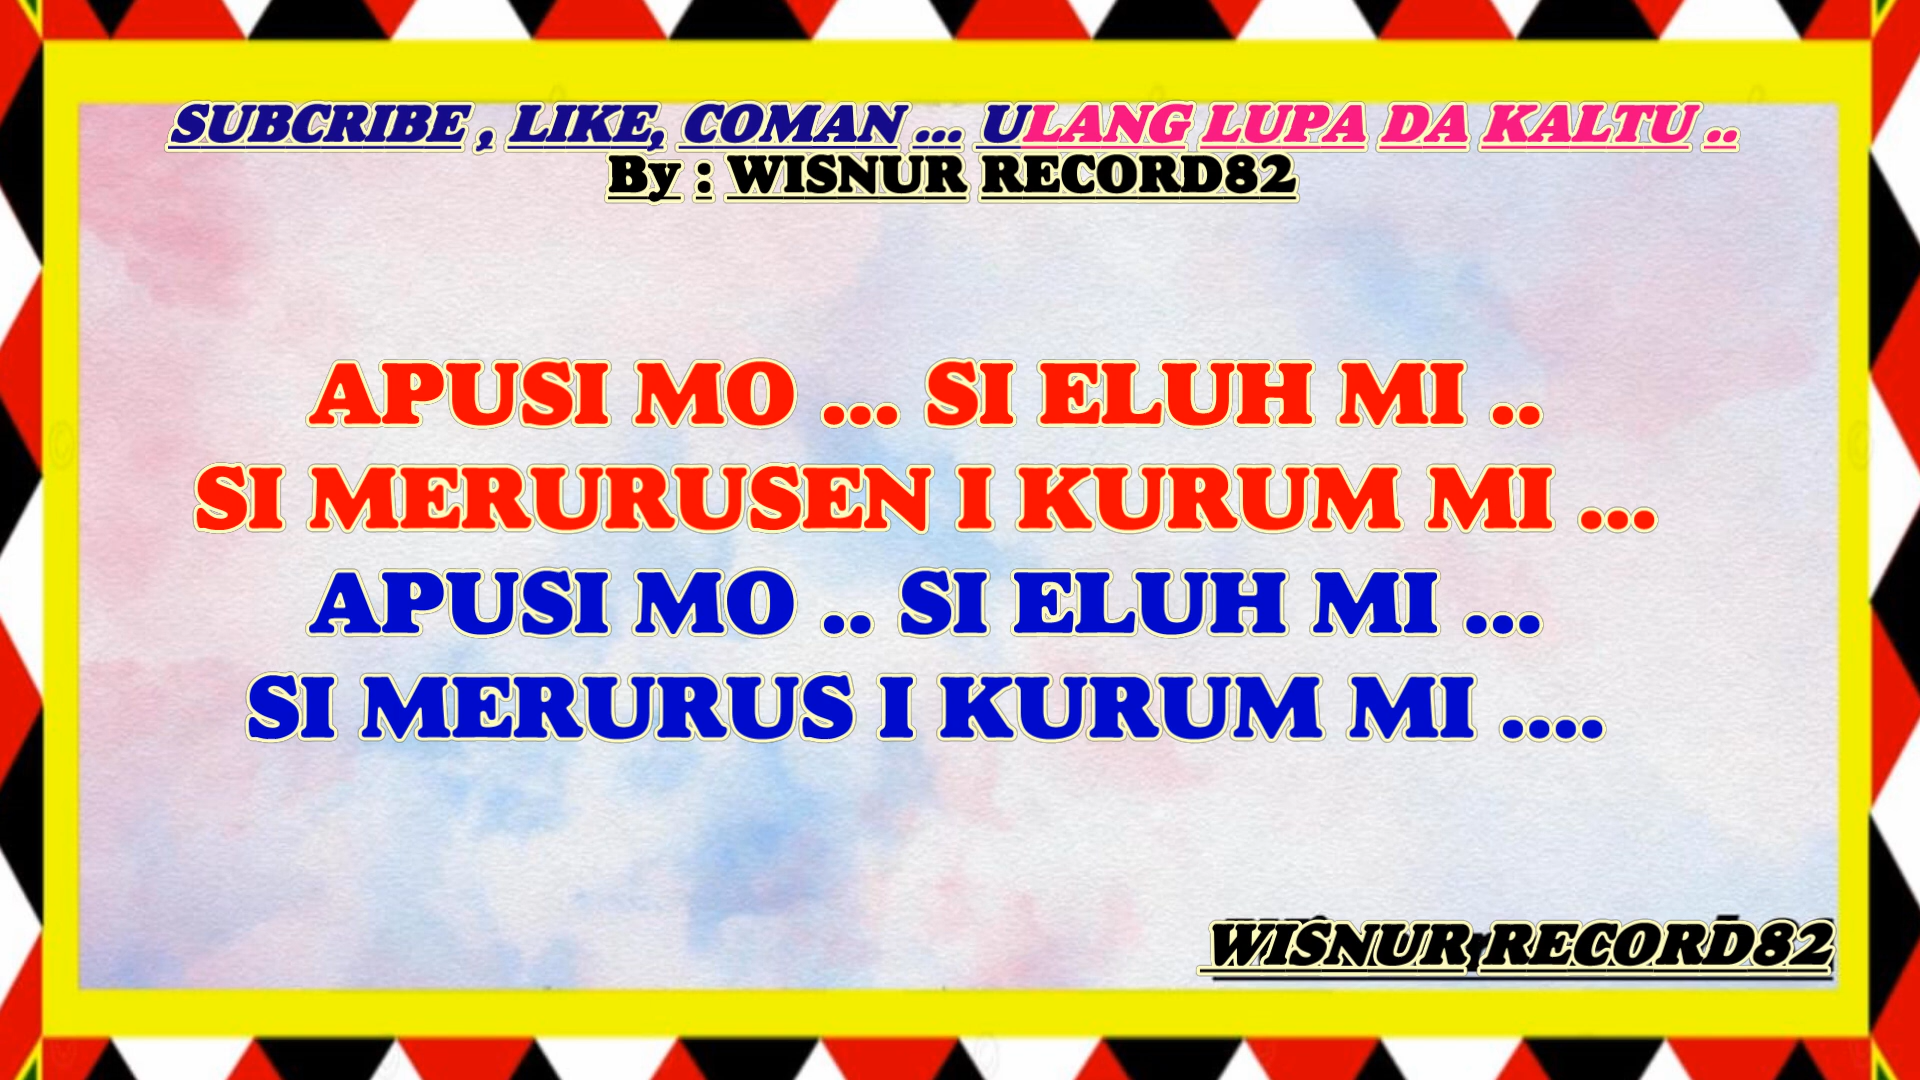 SUBCRIBE , LIKE, COMAN ... ULANG LUPA DA KALTU ..
By : WISNUR RECORD82
APUSI MO ... SI ELUH MI ..
SI MERURUSEN I KURUM MI ...
APUSI MO .. SI ELUH MI ...
SI MERURUS I KURUM MI ....
WISNUR RECORD82